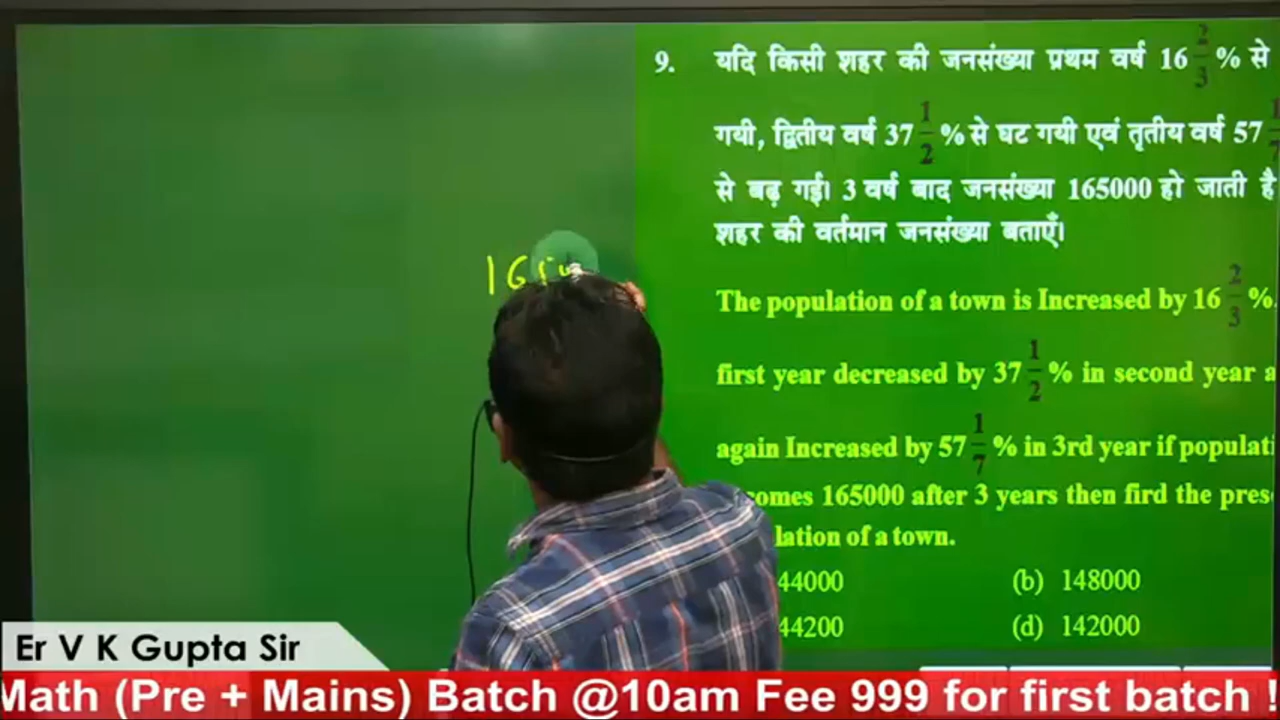 9. यदि किसी शहर की जनसंख्या प्रथम वर्ष 16 2/3 % से
गयी, द्वितीय वर्ष 37 1/2 % से घट गयी एवं तृतीय वर्ष 57 1/7
से बढ़ गई। 3 वर्ष बाद जनसंख्या 165000 हो जाती है
शहर की वर्तमान जनसंख्या बताएँ।
165
The population of a town is Increased by 16 2/3 %
first year decreased by 37 1/2 % in second year a
again Increased by 57 1/7 % in 3rd year if populati
comes 165000 after 3 years then fird the pres
lation of a town.
44000 (b) 148000
44200 (d) 142000
Er V K Gupta Sir
Math (Pre + Mains) Batch @10am Fee 999 for first batch !